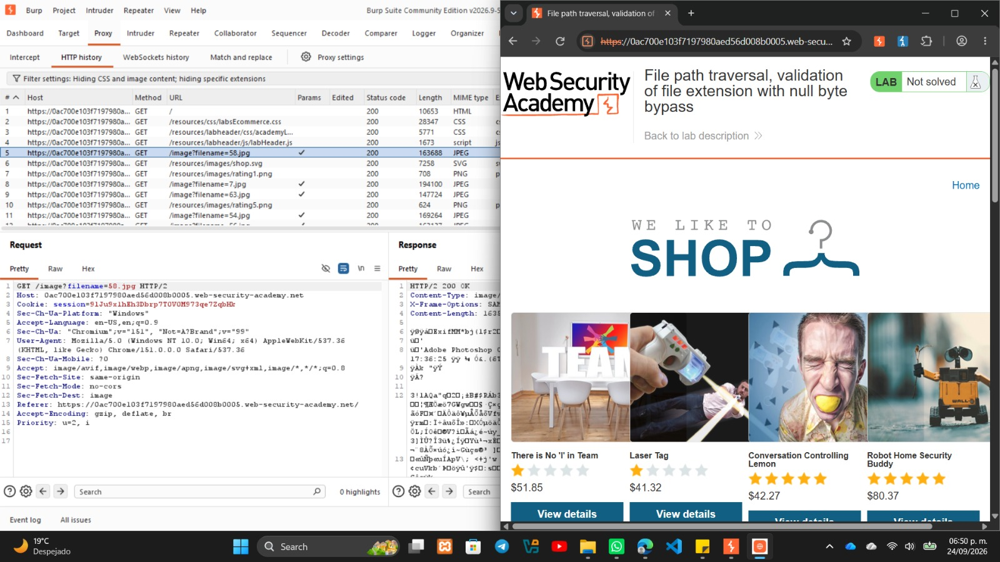 Burp Project Intruder Repeater View Help Burp Suite Community Edition v2026.9-5
Dashboard Target Proxy Intruder Repeater Collaborator Sequencer Decoder Comparer Logger Organizer
Intercept HTTP history WebSockets history Match and replace Proxy settings
Filter settings: Hiding CSS and image content; hiding specific extensions
# Host Method URL Params Edited Status code Length MIME type E
1 https://0ac700e103f7197980a... GET / 200 10653 HTML
2 https://0ac700e103f7197980a... GET /resources/css/labsEcommerce.css 200 28347 CSS c
3 https://0ac700e103f7197980a... GET /resources/labheader/css/academyL... 200 5771 CSS c
4 https://0ac700e103f7197980a... GET /resources/labheader/js/labHeader.js 200 1673 script js
5 https://0ac700e103f7197980a... GET /image?filename=58.jpg ✓ 200 163688 JPEG
6 https://0ac700e103f7197980a... GET /resources/images/shop.svg 200 7258 SVG s
7 https://0ac700e103f7197980a... GET /resources/images/rating1.png 200 708 PNG p
8 https://0ac700e103f7197980a... GET /image?filename=7.jpg ✓ 200 194100 JPEG
9 https://0ac700e103f7197980a... GET /image?filename=63.jpg ✓ 200 147724 JPEG
10 https://0ac700e103f7197980a... GET /resources/images/rating5.png 200 624 PNG p
11 https://0ac700e103f7197980a... GET /image?filename=54.jpg ✓ 200 169264 JPEG
Request
Pretty Raw Hex \n
1 GET /image?filename=58.jpg HTTP/2
2 Host: 0ac700e103f7197980aed56d008b0005.web-security-academy.net
3 Cookie: session=91Ju9x1hEh3Dbrp7T0V0M973qe7ZqbHk
4 Sec-Ch-Ua-Platform: "Windows"
5 Accept-Language: en-US,en;q=0.9
6 Sec-Ch-Ua: "Chromium";v="151", "Not=A?Brand";v="99"
7 User-Agent: Mozilla/5.0 (Windows NT 10.0; Win64; x64) AppleWebKit/537.36
(KHTML, like Gecko) Chrome/151.0.0.0 Safari/537.36
8 Sec-Ch-Ua-Mobile: ?0
9 Accept: image/avif,image/webp,image/apng,image/svg+xml,image/*,*/*;q=0.8
10 Sec-Fetch-Site: same-origin
11 Sec-Fetch-Mode: no-cors
12 Sec-Fetch-Dest: image
13 Referer: https://0ac700e103f7197980aed56d008b0005.web-security-academy.net/
14 Accept-Encoding: gzip, deflate, br
15 Priority: u=2, i
16
17
Response
Pretty Raw Hex
1 HTTP/2 200 OK
2 Content-Type: image/
3 X-Frame-Options: SAM
4 Content-Length: 1635
5
6
7
8 Adobe Photoshop C
17:36:25
9
10
11
12
13
Search 0 highlights
Search
Event log All issues
File path traversal, validation of
https://0ac700e103f7197980aed56d008b0005.web-secu...
Web Security
Academy
File path traversal, validation
of file extension with null byte
bypass
LAB Not solved
Back to lab description
Home
WE LIKE TO
SHOP
TEAM
WALL-E
There is No 'I' in Team
$51.85
View details
Laser Tag
$41.32
View details
Conversation Controlling
Lemon
$42.27
View details
Robot Home Security
Buddy
$80.37
View details
19°C
Despejado
Search
06:50 p. m.
24/09/2026